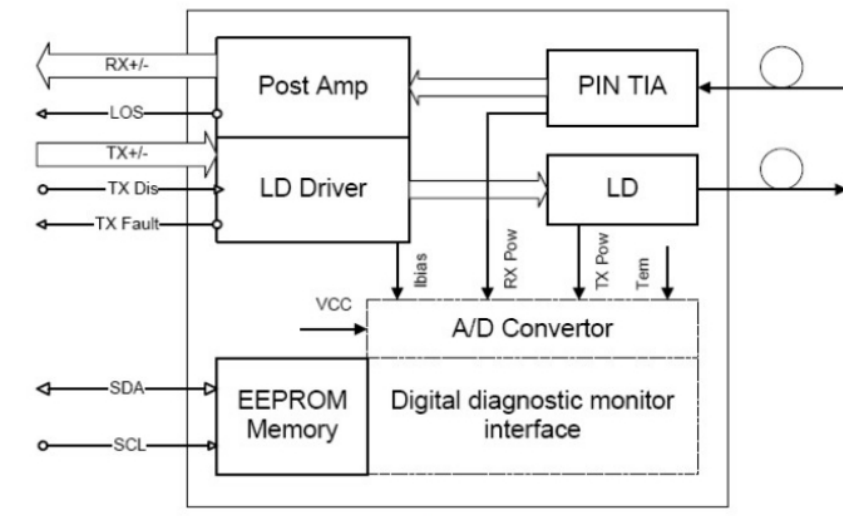 RX+/-
Post Amp
PIN TIA
LOS
TX+/-
TX Dis
LD Driver
LD
TX Fault
Ibias
RX Pow
TX Pow
Tem
VCC
A/D Convertor
SDA
EEPROM
Memory
Digital diagnostic monitor
interface
SCL